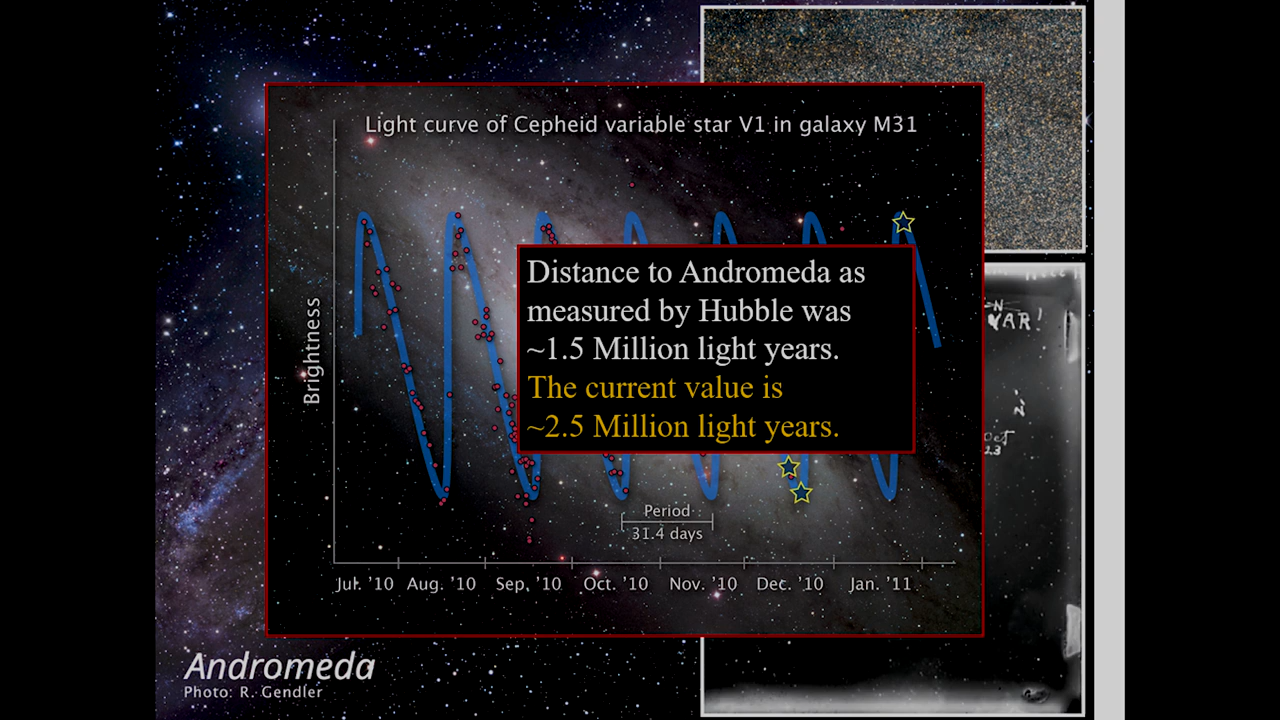 Light curve of Cepheid variable star V1 in galaxy M31
Brightness
Distance to Andromeda as
measured by Hubble was
~1.5 Million light years.
The current value is
~2.5 Million light years.
Period
31.4 days
Jul. '10 Aug. '10 Sep. '10 Oct. '10 Nov. '10 Dec. '10 Jan. '11
VAR!
Andromeda
Photo: R. Gendler